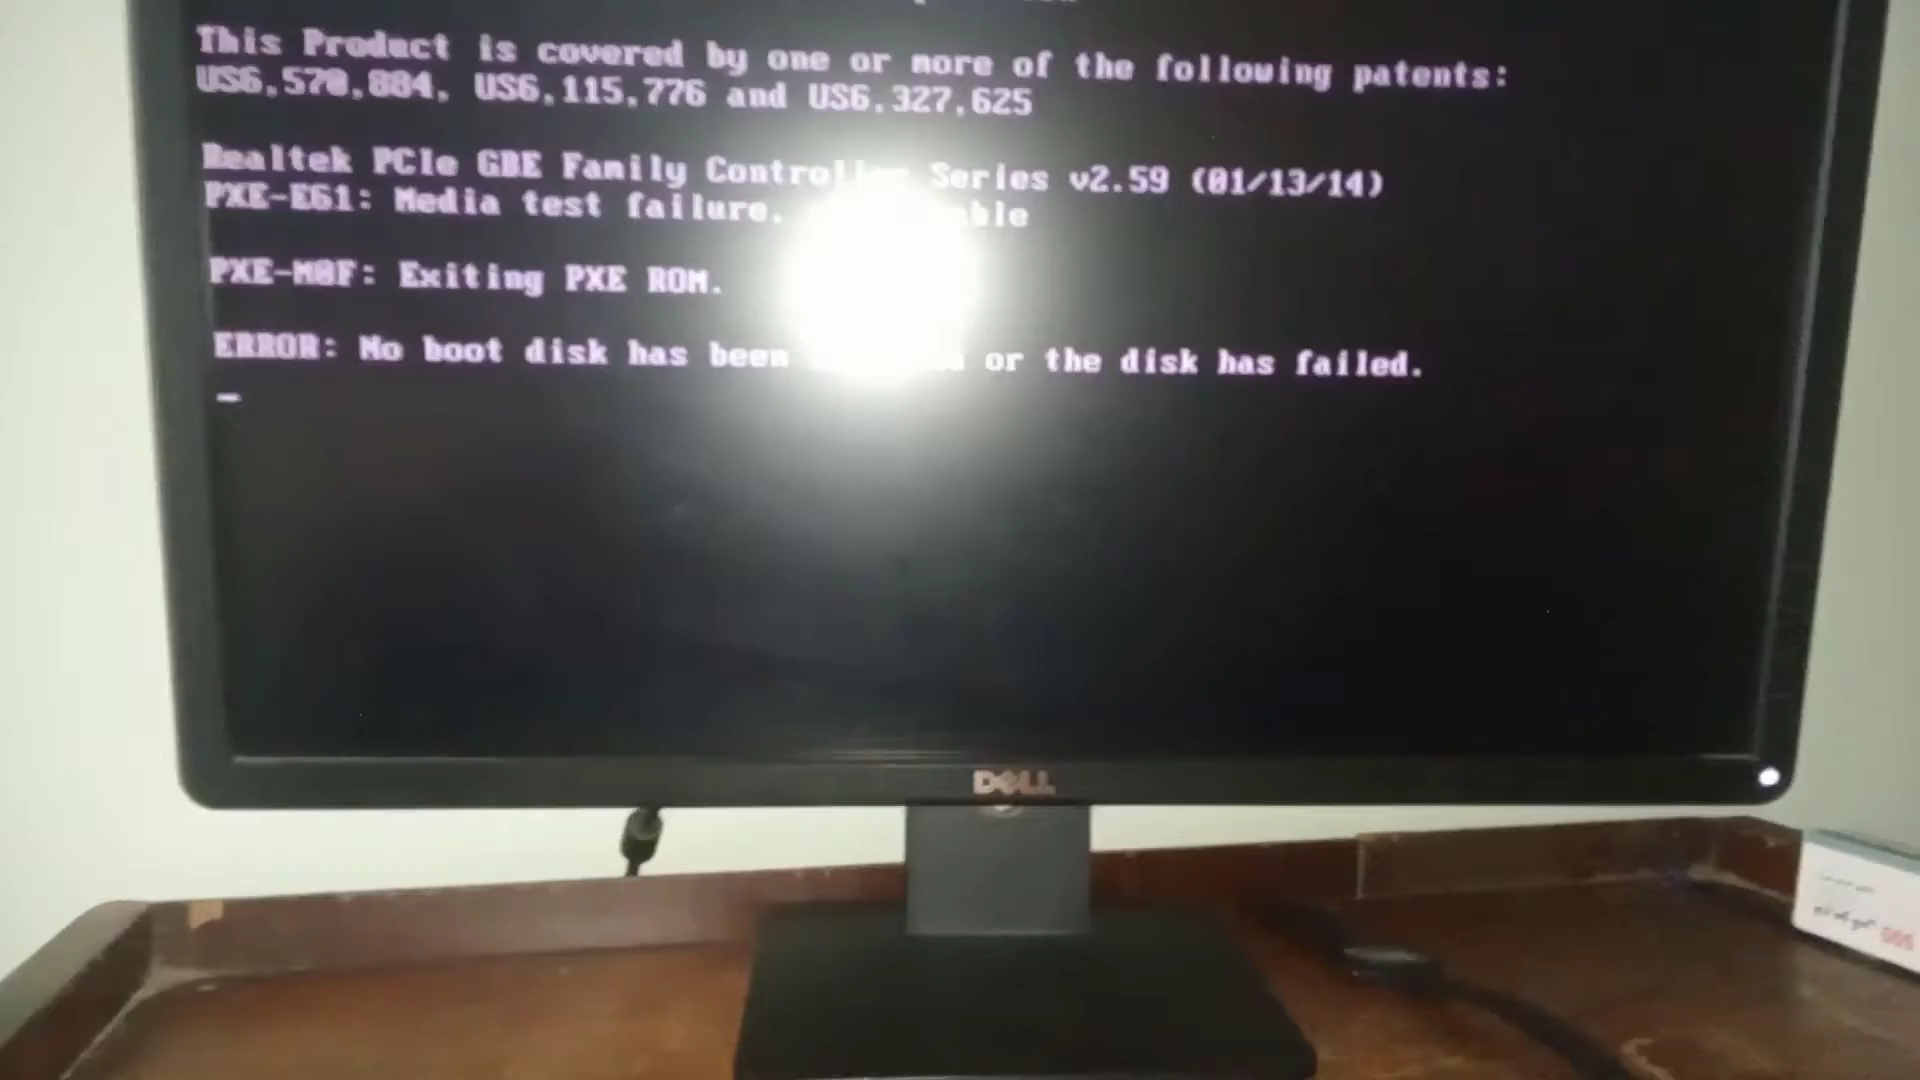 This Product is covered by one or more of the following patents:
US6,570,884, US6,115,776 and US6,327,625
Realtek PCIe GBE Family Controller Series v2.59 (01/13/14)
PXE-E61: Media test failure,
PXE-M0F: Exiting PXE ROM.
ERROR: No boot disk has been or the disk has failed.
DELL
500